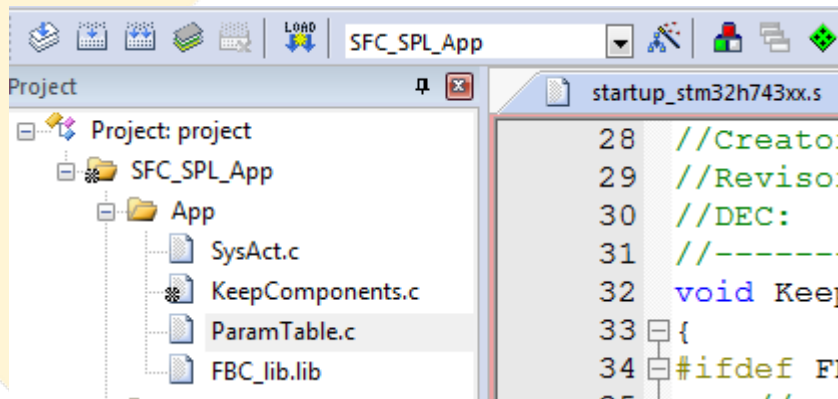 LOAD
SFC_SPL_App
Project
startup_stm32h743xx.s
Project: project
SFC_SPL_App
App
SysAct.c
KeepComponents.c
ParamTable.c
FBC_lib.lib
28 //Creato
29 //Reviso
30 //DEC:
31 //------
32 void Keep
33 {
34 #ifdef F